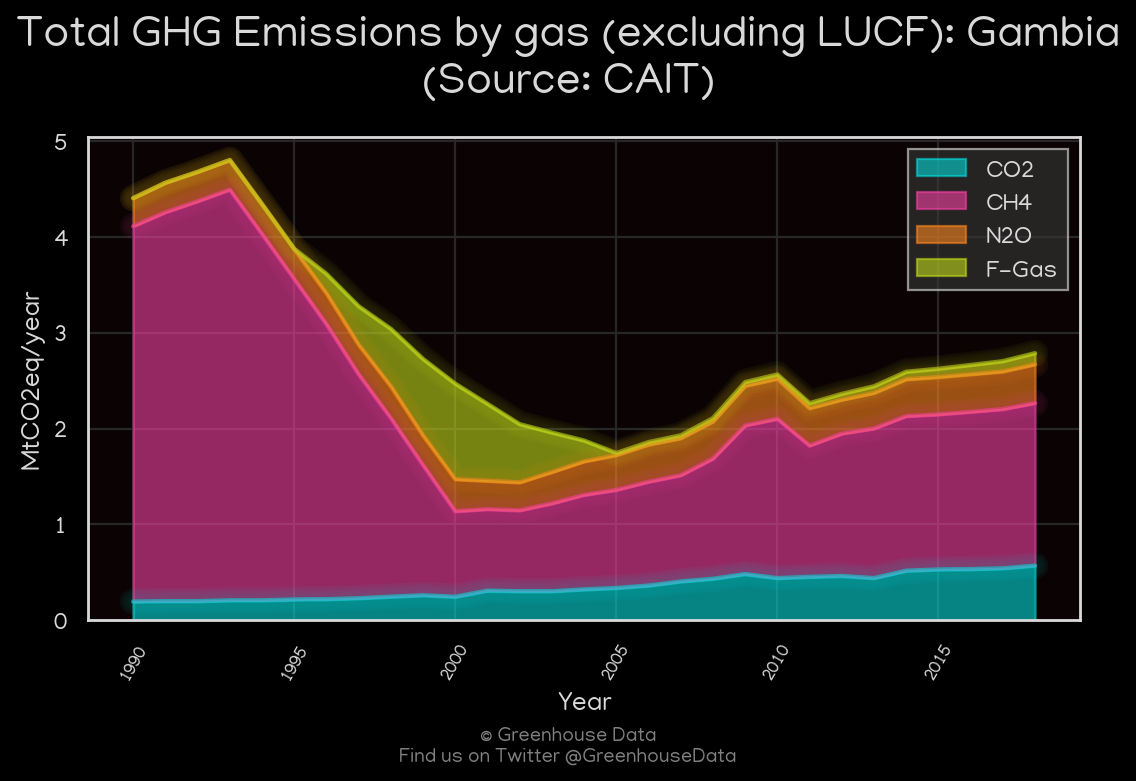 Total GHG Emissions by gas (excluding LUCF): Gambia
(Source: CAIT)
CO2
CH4
N2O
F-Gas
MtCO2eq/year
5
4
3
2
1
0
1990
1995
2000
2005
2010
2015
Year
© Greenhouse Data
Find us on Twitter @GreenhouseData